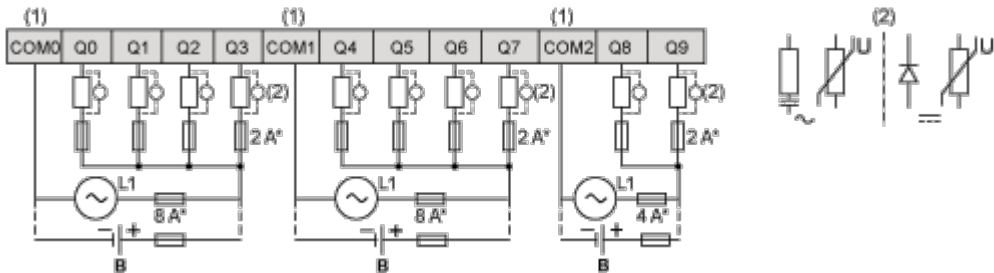 (1) (1) (1) (2)
COM0 Q0 Q1 Q2 Q3 COM1 Q4 Q5 Q6 Q7 COM2 Q8 Q9
U U
(2) (2) (2)
2 A* 2 A* 2 A*
L1 L1 L1
8 A* 8 A* 4 A*
− + − + − +
B B B